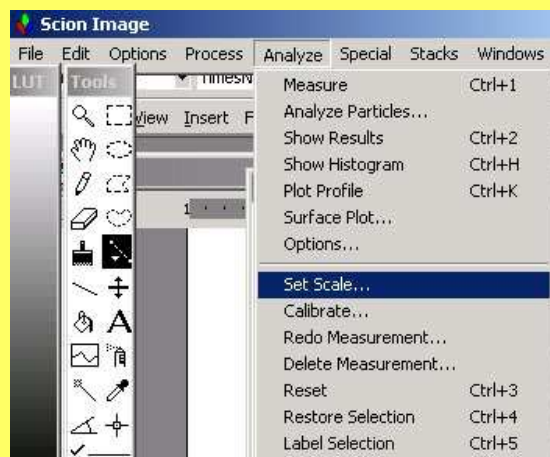 Scion Image
File Edit Options Process Analyze Special Stacks Windows
LUT Tools
View Insert F
1
A
Measure Ctrl+1
Analyze Particles...
Show Results Ctrl+2
Show Histogram Ctrl+H
Plot Profile Ctrl+K
Surface Plot...
Options...
Set Scale...
Calibrate...
Redo Measurement...
Delete Measurement...
Reset Ctrl+3
Restore Selection Ctrl+4
Label Selection Ctrl+5